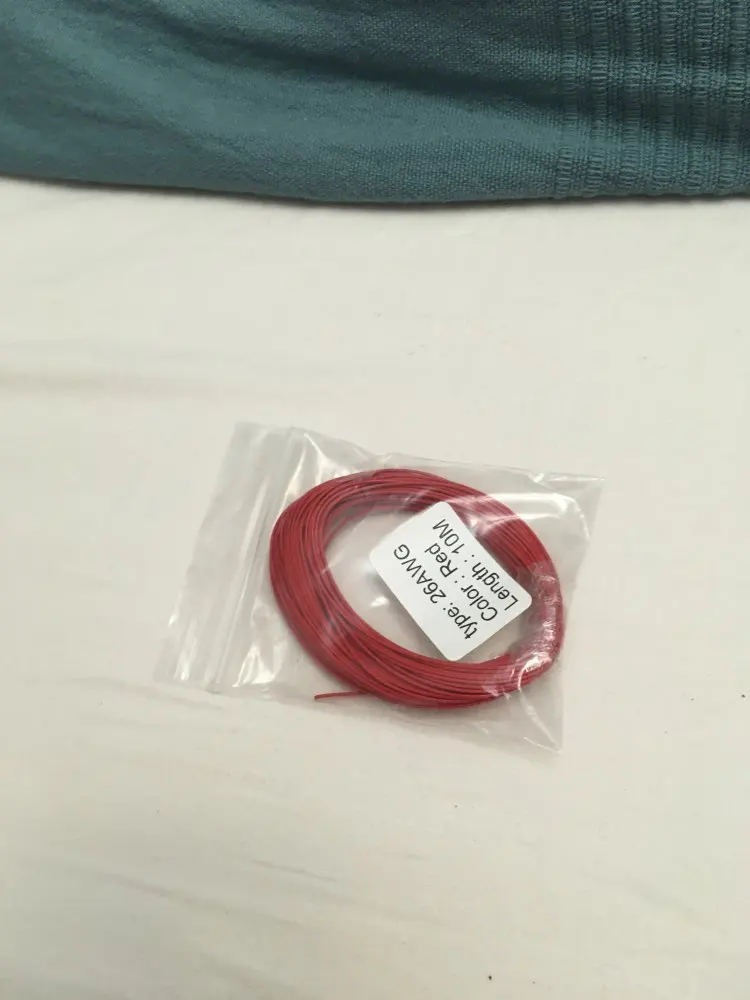 type: 26AWG
Color : Red
Length : 10M